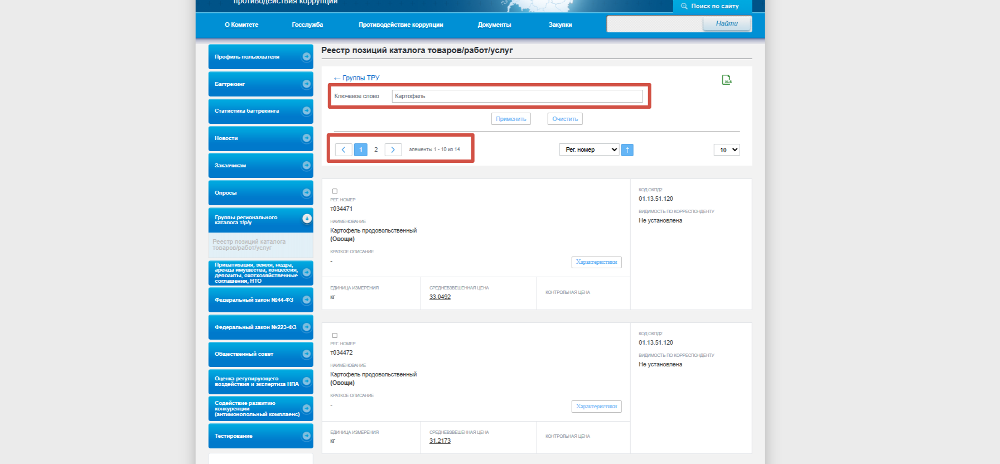 противодействия коррупции
Поиск по сайту
О Комитете
Госслужба
Противодействие коррупции
Документы
Закупки
Найти
Профиль пользователя
Багтрекинг
Статистика багтрекинга
Новости
Заказчикам
Опросы
Группы регионального
каталога т/р/у
Реестр позиций каталога
товаров/работ/услуг
Приватизация, земля, недра,
аренда имущества, концессия,
депозиты, охотхозяйственные
соглашения, НТО
Федеральный закон №44-ФЗ
Федеральный закон №223-ФЗ
Общественный совет
Оценка регулирующего
воздействия и экспертиза НПА
Содействие развитию
конкуренции
(антимонопольный комплаенс)
Тестирование
Реестр позиций каталога товаров/работ/услуг
←Группы ТРУ
XLS
Ключевое слово
Картофель
Применить
Очистить
1
2
элементы 1 - 10 из 14
Рег. номер
↑
10
РЕГ. НОМЕР
т034471
НАИМЕНОВАНИЕ
Картофель продовольственный
(Овощи)
КРАТКОЕ ОПИСАНИЕ
-
Характеристики
КОД ОКПД2
01.13.51.120
ВИДИМОСТЬ ПО КОРРЕСПОНДЕНТУ
Не установлена
ЕДИНИЦА ИЗМЕРЕНИЯ
кг
СРЕДНЕВЗВЕШЕННАЯ ЦЕНА
33.0492
КОНТРОЛЬНАЯ ЦЕНА
РЕГ. НОМЕР
т034472
НАИМЕНОВАНИЕ
Картофель продовольственный
(Овощи)
КРАТКОЕ ОПИСАНИЕ
-
Характеристики
КОД ОКПД2
01.13.51.120
ВИДИМОСТЬ ПО КОРРЕСПОНДЕНТУ
Не установлена
ЕДИНИЦА ИЗМЕРЕНИЯ
кг
СРЕДНЕВЗВЕШЕННАЯ ЦЕНА
31.2173
КОНТРОЛЬНАЯ ЦЕНА